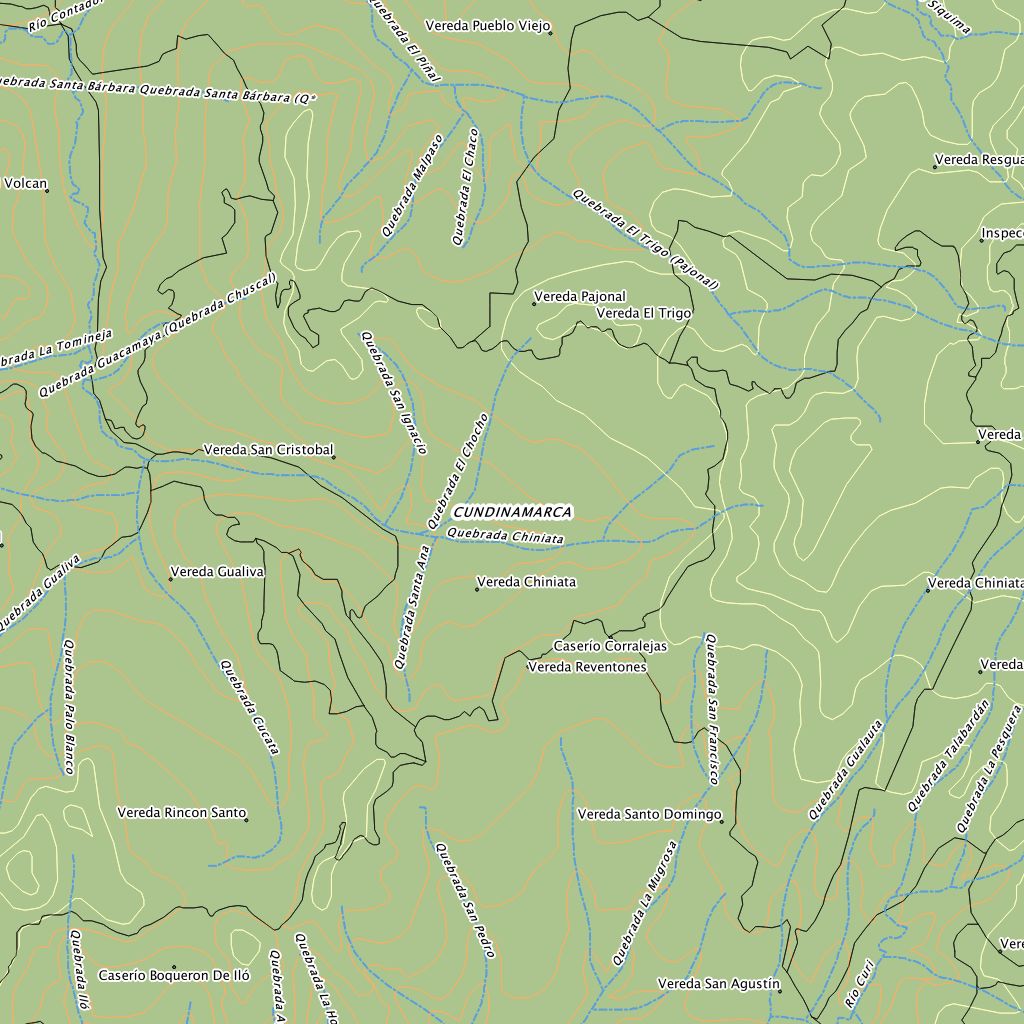 Río Contador
Quebrada El Piñal
Vereda Pueblo Viejo
Siquima
Quebrada Santa Bárbara (Q*
Quebrada Malpaso
Quebrada El Chaco
Vereda
Volcan
Quebrada El Trigo (Pajonal)
Quebrada Guacamaya (Quebrada Chuscal)
Vereda Pajonal
Vereda El Trigo
La Tomineja
Quebrada San Ignacio
Quebrada El Chocho
Vereda San Cristobal
Vereda
CUNDINAMARCA
Quebrada Chiniata
Quebrada Gualiva
Vereda Gualiva
Quebrada Santa Ana
Vereda Chiniata
Vereda Chiniata
Caserío Corralejas
Vereda Reventones
Vereda
Quebrada Palo Blanco
Quebrada Cucata
Quebrada San Francisco
Quebrada Gualauta
Quebrada Talabardán
Quebrada La Pesquera
Vereda Rincon Santo
Vereda Santo Domingo
Quebrada San Pedro
Quebrada La Mugrosa
Quebrada Iló
Caserío Boqueron De Iló
Quebrada A
Quebrada La Ho
Vereda San Agustín
Río Curi